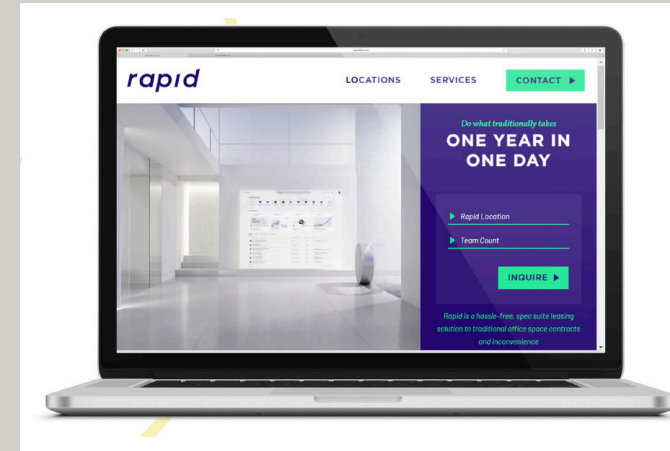 rapid
LOCATIONS
SERVICES
CONTACT
Do what traditionally takes
ONE YEAR IN
ONE DAY
Rapid Location
Team Count
INQUIRE
Rapid is a hassle-free, spec suite leasing
solution to traditional office space contracts
and inconvenience